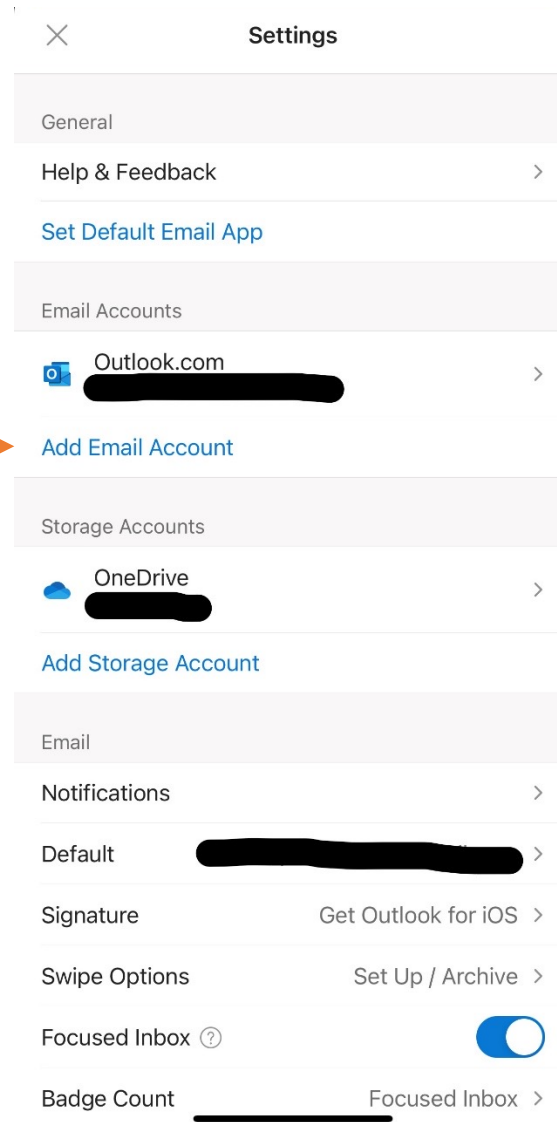 Settings
General
Help & Feedback
Set Default Email App
Email Accounts
Outlook.com
Add Email Account
Storage Accounts
OneDrive
Add Storage Account
Email
Notifications
Default
Signature Get Outlook for iOS
Swipe Options Set Up / Archive
Focused Inbox ?
Badge Count Focused Inbox